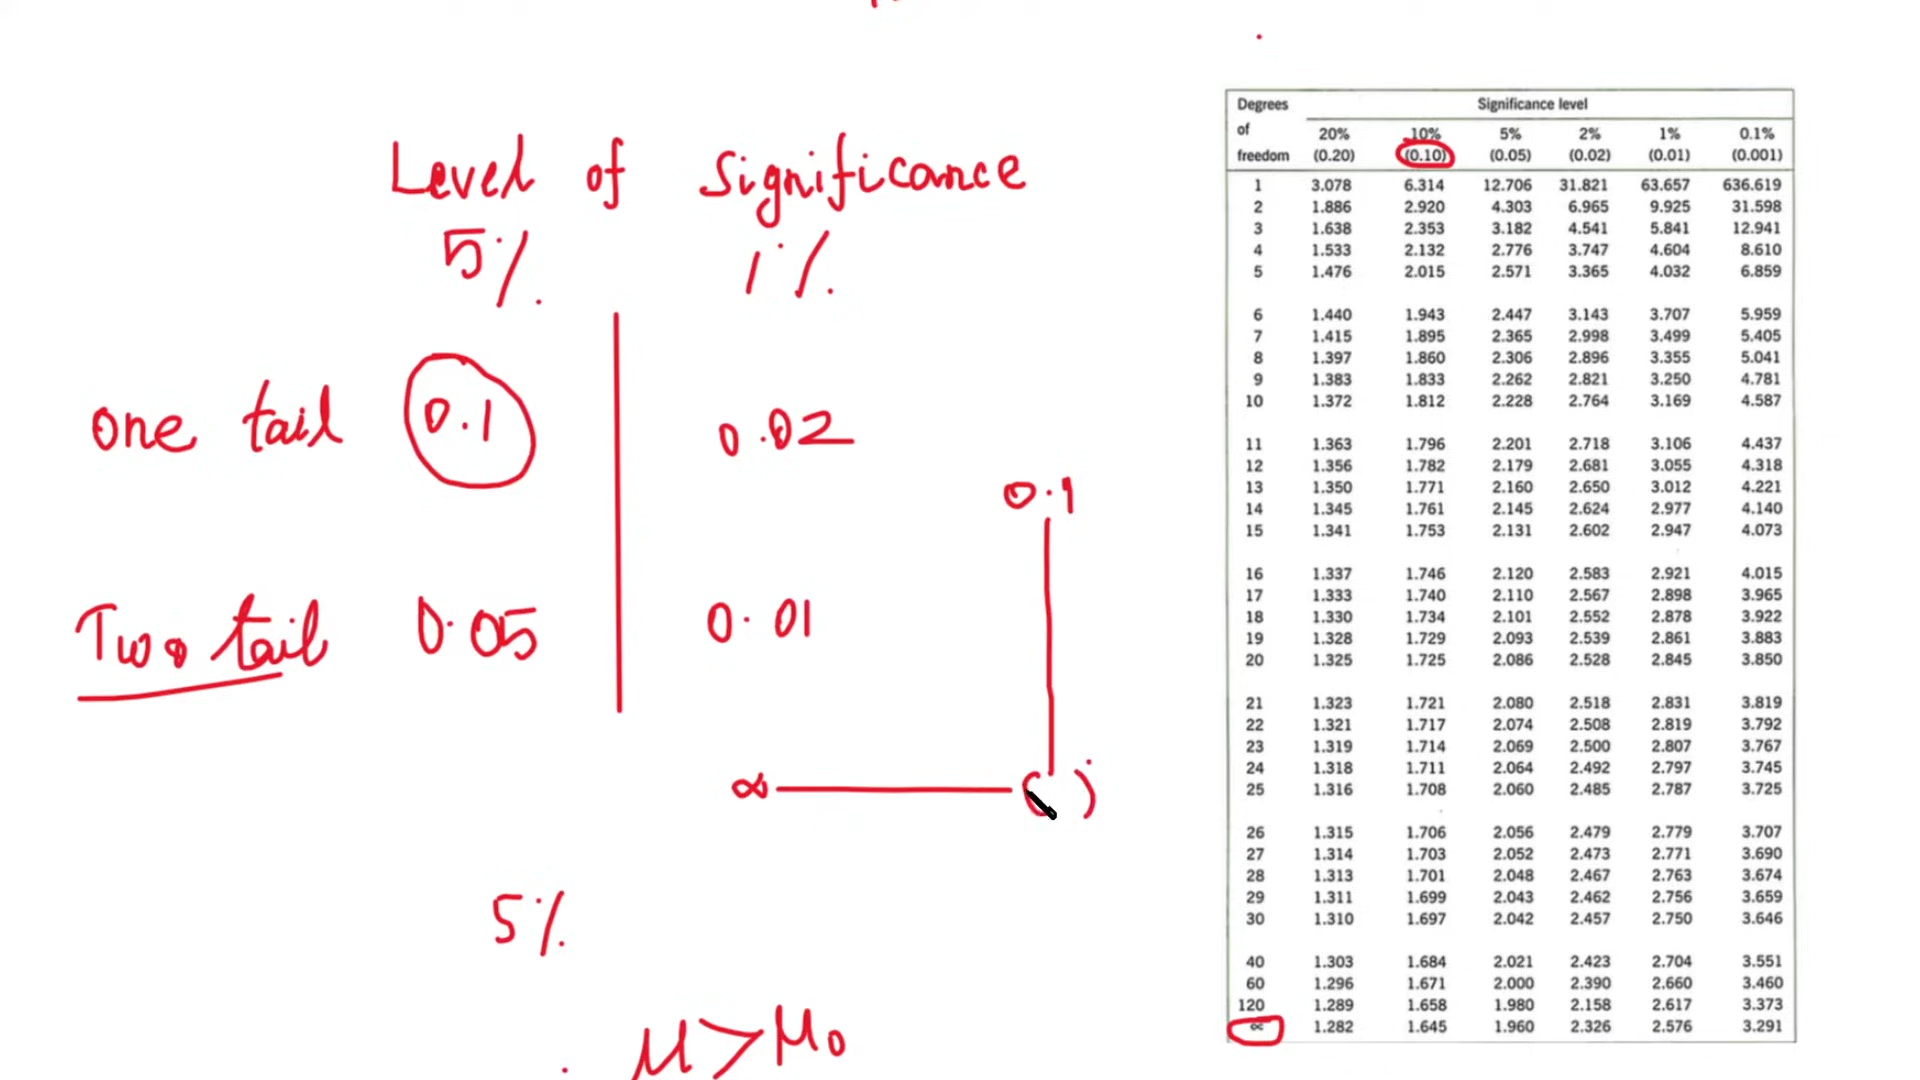 Level of Significance
5% 1%
one tail 0.1 0.02
0.1
Two tail 0.05 0.01
∝ ( )
5%
μ > μ0
Degrees Significance level
of 20% 10% 5% 2% 1% 0.1%
freedom (0.20) (0.10) (0.05) (0.02) (0.01) (0.001)
1 3.078 6.314 12.706 31.821 63.657 636.619
2 1.886 2.920 4.303 6.965 9.925 31.598
3 1.638 2.353 3.182 4.541 5.841 12.941
4 1.533 2.132 2.776 3.747 4.604 8.610
5 1.476 2.015 2.571 3.365 4.032 6.859
6 1.440 1.943 2.447 3.143 3.707 5.959
7 1.415 1.895 2.365 2.998 3.499 5.405
8 1.397 1.860 2.306 2.896 3.355 5.041
9 1.383 1.833 2.262 2.821 3.250 4.781
10 1.372 1.812 2.228 2.764 3.169 4.587
11 1.363 1.796 2.201 2.718 3.106 4.437
12 1.356 1.782 2.179 2.681 3.055 4.318
13 1.350 1.771 2.160 2.650 3.012 4.221
14 1.345 1.761 2.145 2.624 2.977 4.140
15 1.341 1.753 2.131 2.602 2.947 4.073
16 1.337 1.746 2.120 2.583 2.921 4.015
17 1.333 1.740 2.110 2.567 2.898 3.965
18 1.330 1.734 2.101 2.552 2.878 3.922
19 1.328 1.729 2.093 2.539 2.861 3.883
20 1.325 1.725 2.086 2.528 2.845 3.850
21 1.323 1.721 2.080 2.518 2.831 3.819
22 1.321 1.717 2.074 2.508 2.819 3.792
23 1.319 1.714 2.069 2.500 2.807 3.767
24 1.318 1.711 2.064 2.492 2.797 3.745
25 1.316 1.708 2.060 2.485 2.787 3.725
26 1.315 1.706 2.056 2.479 2.779 3.707
27 1.314 1.703 2.052 2.473 2.771 3.690
28 1.313 1.701 2.048 2.467 2.763 3.674
29 1.311 1.699 2.043 2.462 2.756 3.659
30 1.310 1.697 2.042 2.457 2.750 3.646
40 1.303 1.684 2.021 2.423 2.704 3.551
60 1.296 1.671 2.000 2.390 2.660 3.460
120 1.289 1.658 1.980 2.158 2.617 3.373
∝ 1.282 1.645 1.960 2.326 2.576 3.291